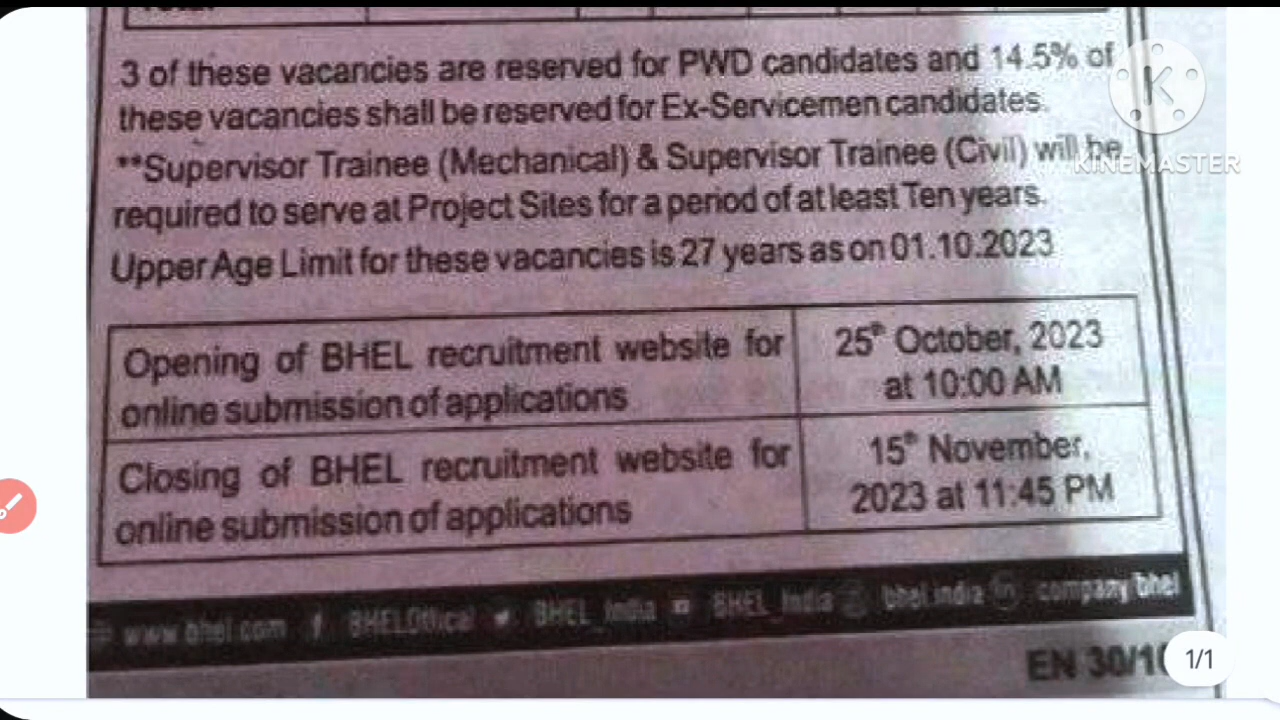 3 of these vacancies are reserved for PWD candidates and 14.5% of
these vacancies shall be reserved for Ex-Servicemen candidates.
**Supervisor Trainee (Mechanical) & Supervisor Trainee (Civil) will be
required to serve at Project Sites for a period of at least Ten years.
Upper Age Limit for these vacancies is 27 years as on 01.10.2023
Opening of BHEL recruitment website for
online submission of applications
25th October, 2023
at 10:00 AM
Closing of BHEL recruitment website for
online submission of applications
15th November,
2023 at 11:45 PM
www.bhel.com BHELOfficial BHEL_India BHEL_India bhel.india company/bhel
EN 30/1
1/1
K
KINEMASTER